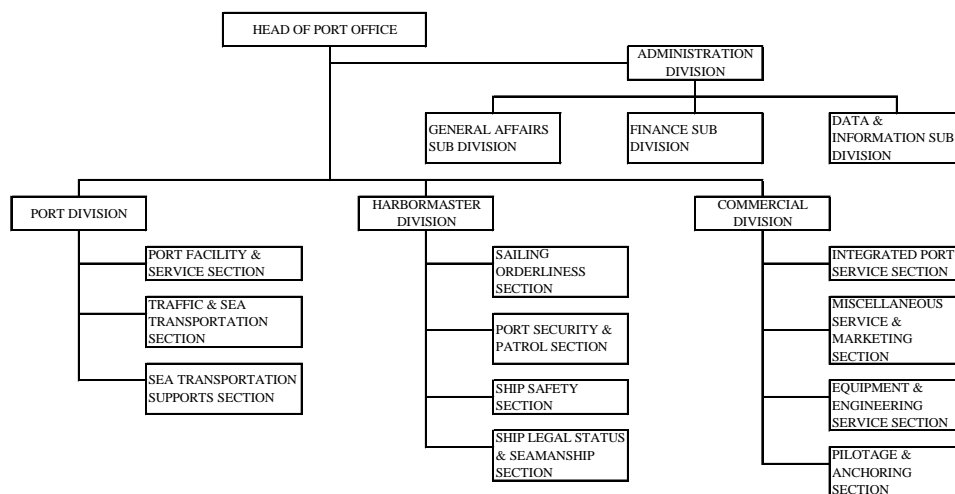 HEAD OF PORT OFFICE
ADMINISTRATION
DIVISION
GENERAL AFFAIRS
SUB DIVISION
FINANCE SUB
DIVISION
DATA &
INFORMATION SUB
DIVISION
PORT DIVISION
HARBORMASTER
DIVISION
COMMERCIAL
DIVISION
PORT FACILITY &
SERVICE SECTION
TRAFFIC & SEA
TRANSPORTATION
SECTION
SEA TRANSPORTATION
SUPPORTS SECTION
SAILING
ORDERLINESS
SECTION
PORT SECURITY &
PATROL SECTION
SHIP SAFETY
SECTION
SHIP LEGAL STATUS
& SEAMANSHIP
SECTION
INTEGRATED PORT
SERVICE SECTION
MISCELLANEOUS
SERVICE &
MARKETING
SECTION
EQUIPMENT &
ENGINEERING
SERVICE SECTION
PILOTAGE &
ANCHORING
SECTION